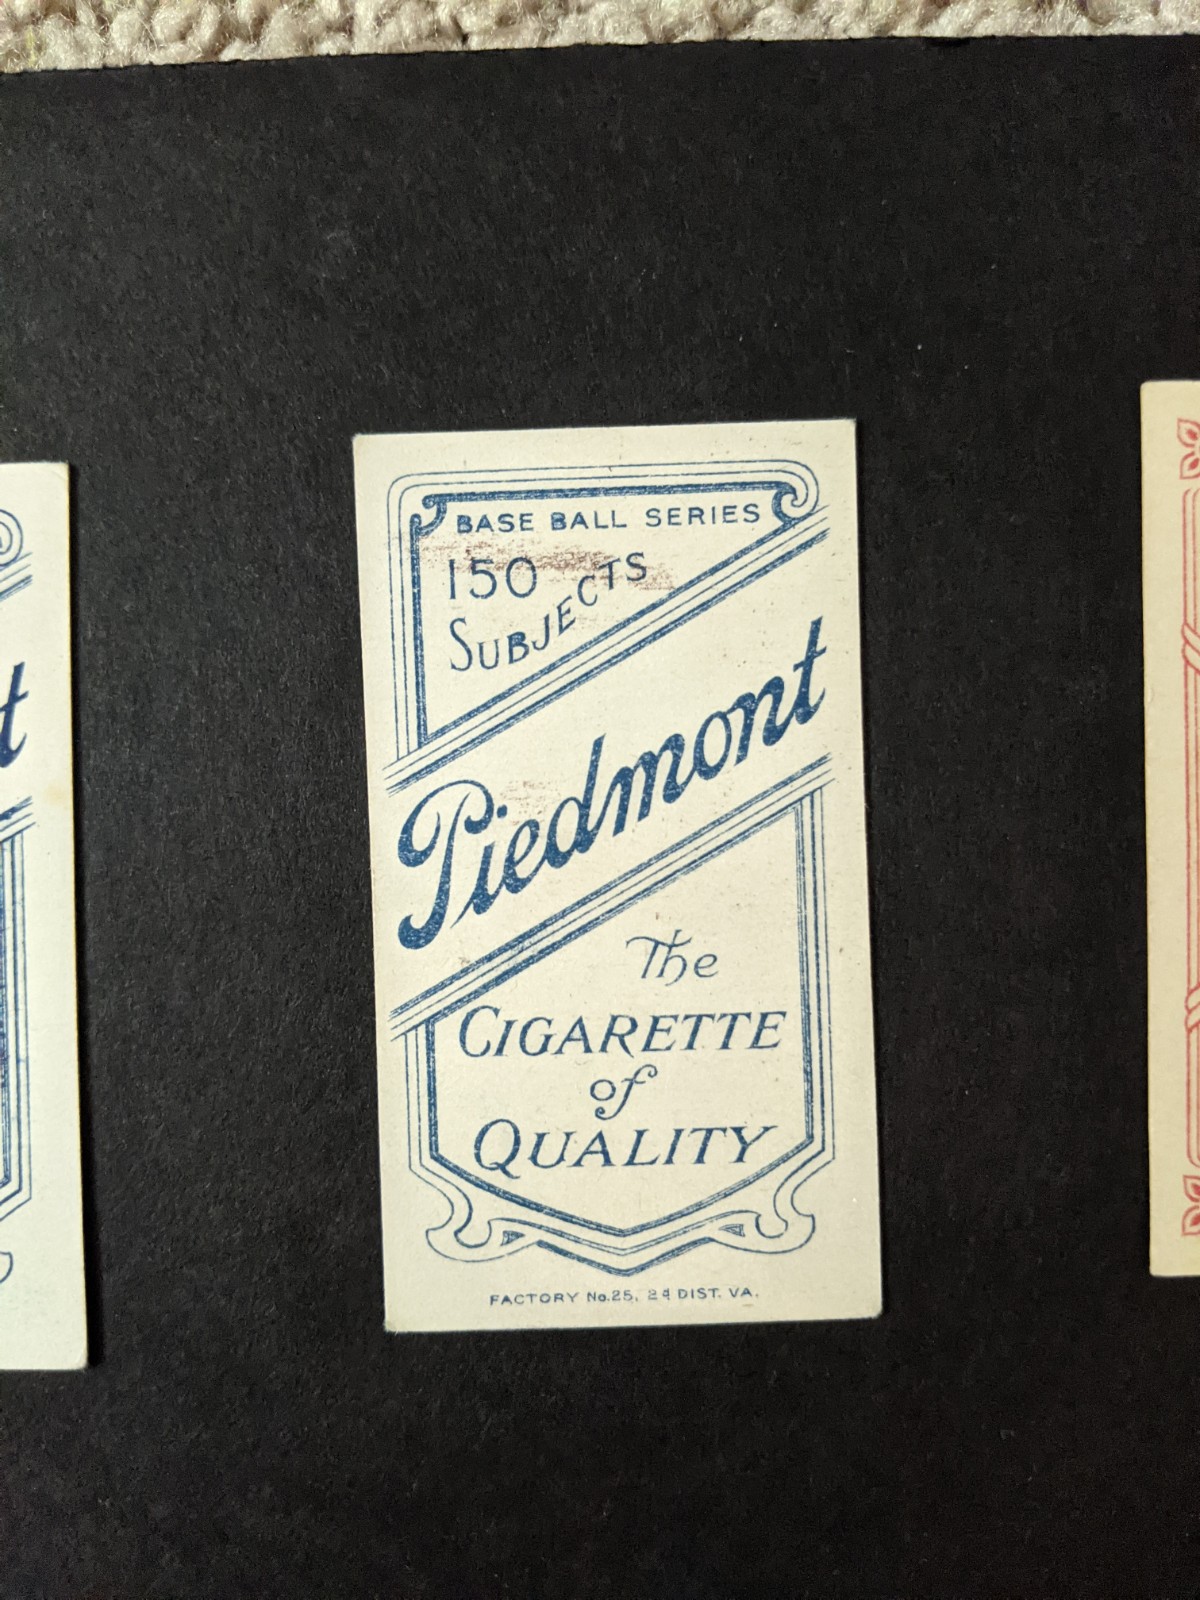 BASE BALL SERIES
150
SUBJECTS
Piedmont
The
CIGARETTE
of
QUALITY
FACTORY No. 25, 2d DIST. VA.
t